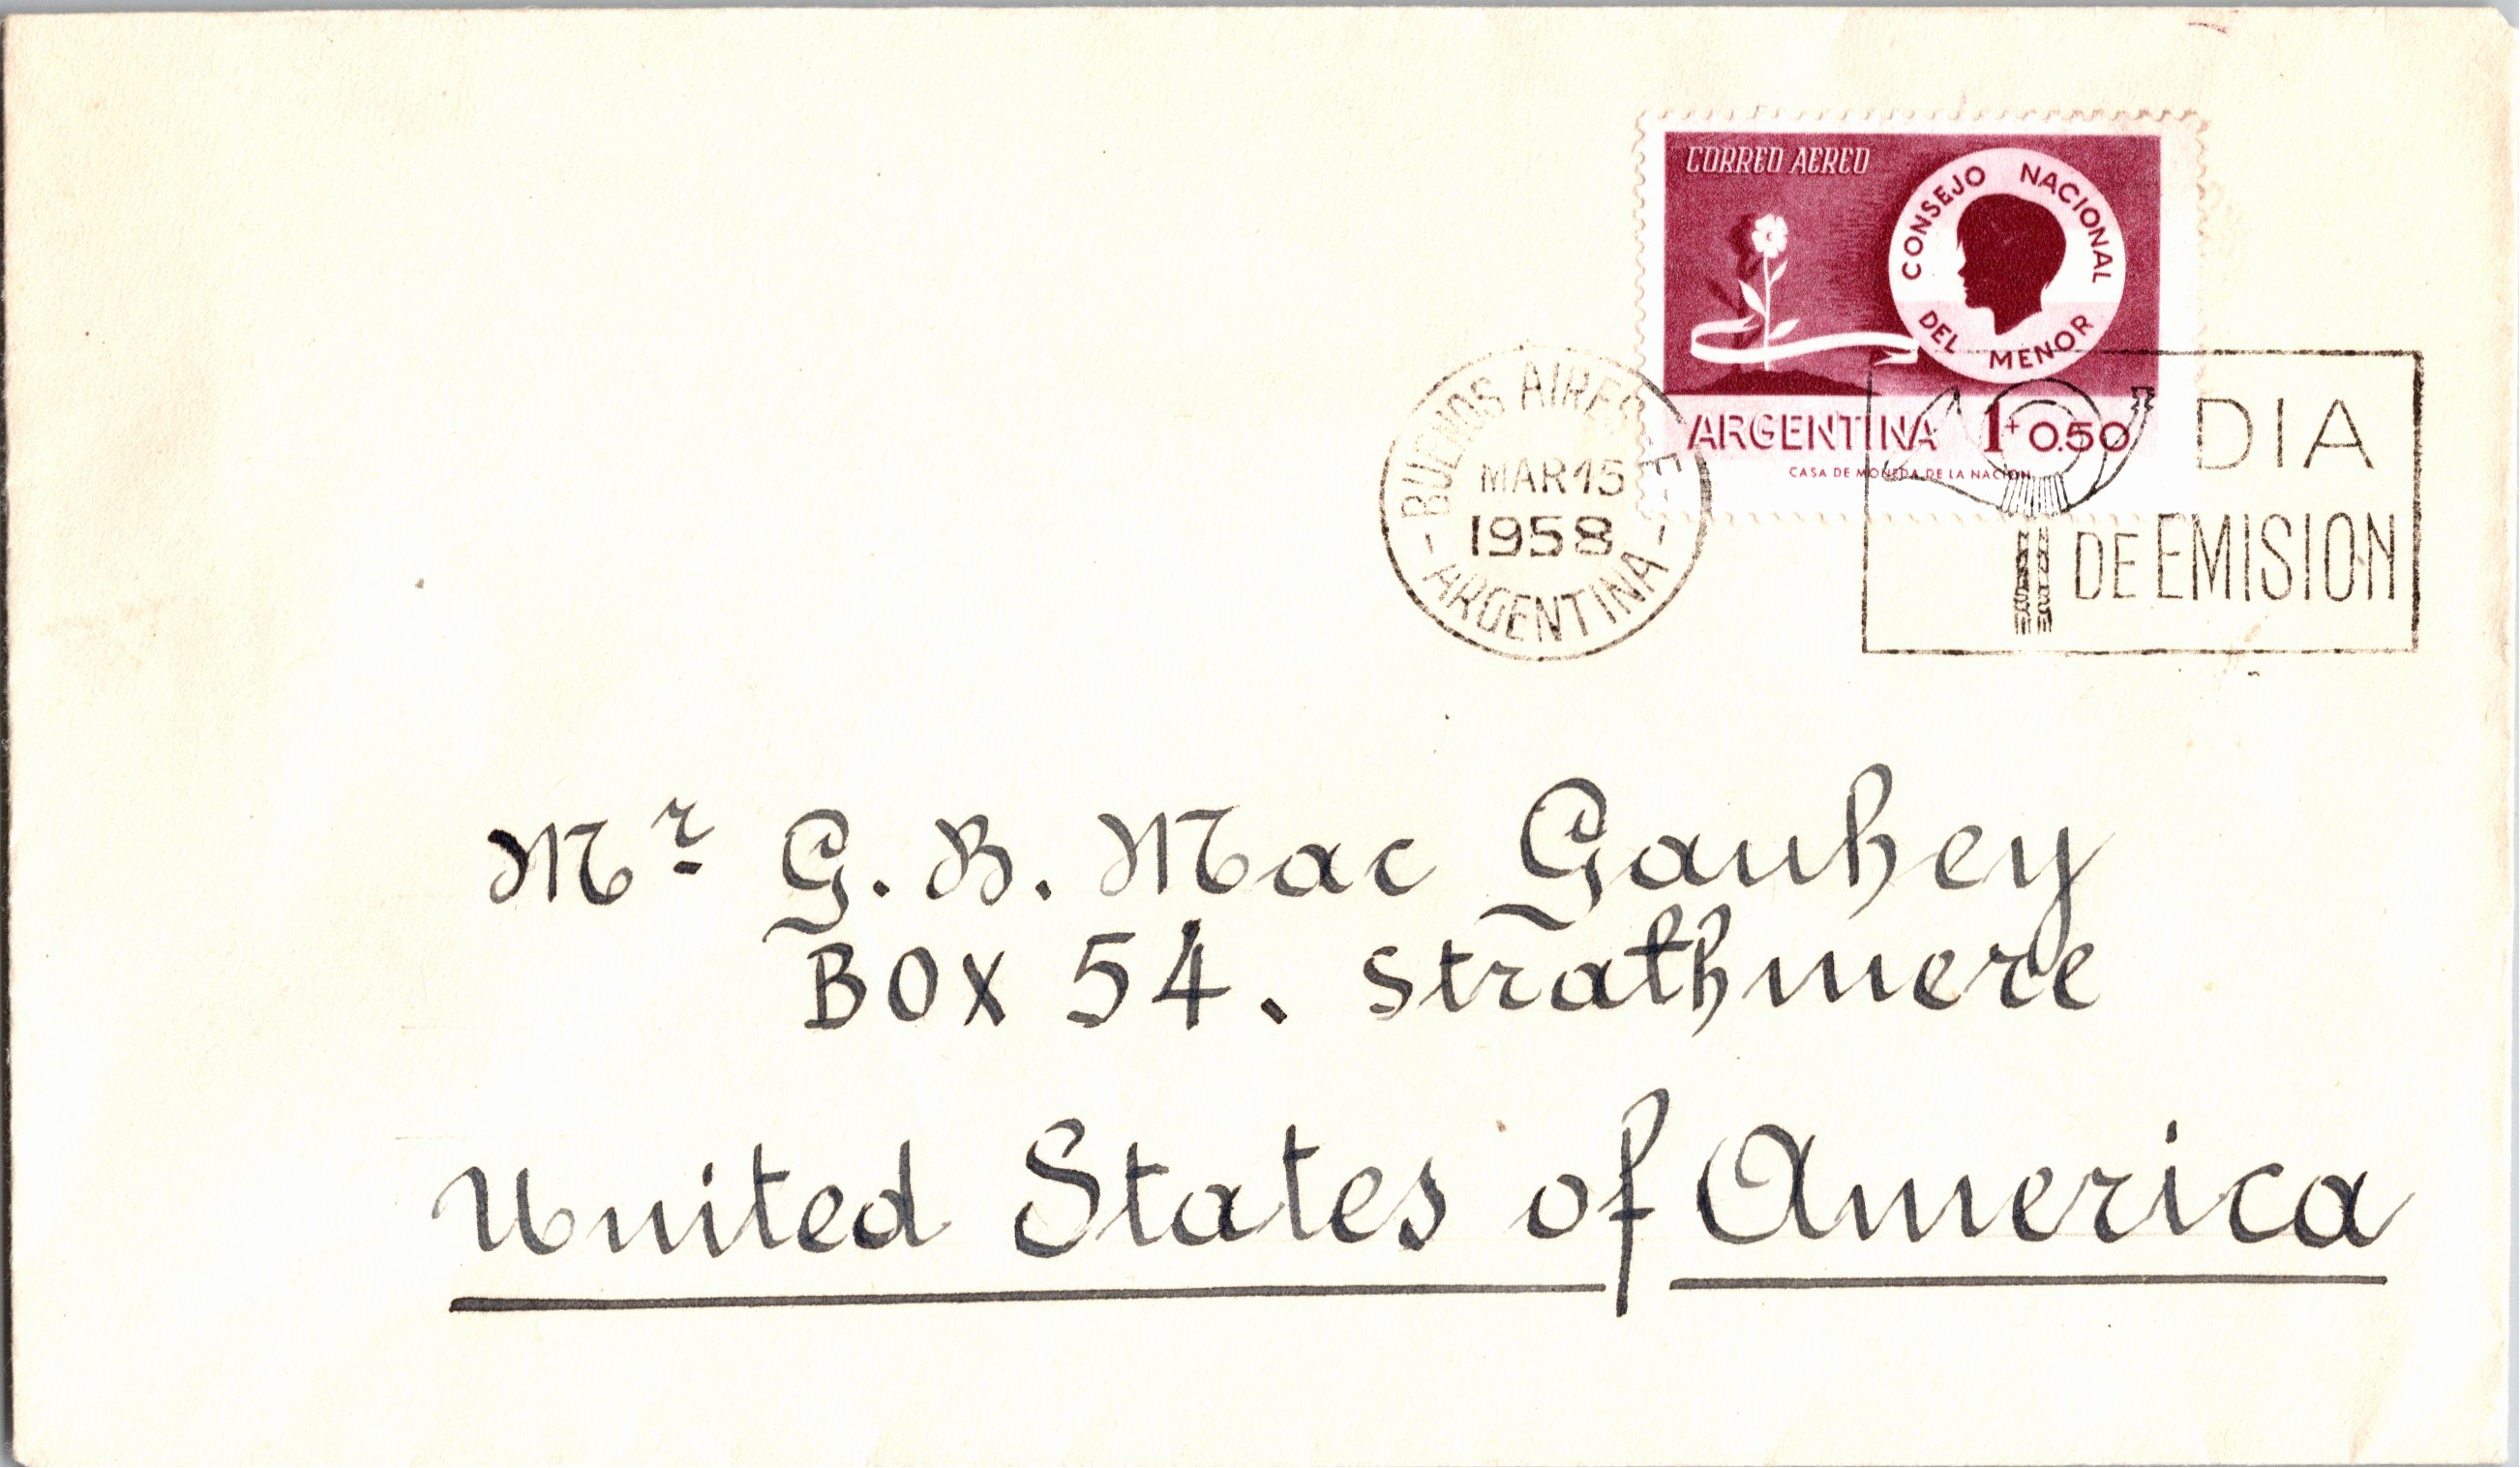 CORREO AEREO
CONSEJO NACIONAL
DEL MENOR
ARGENTINA 1+0.50
CASA DE MONEDA DE LA NACION
BUENOS AIRES
MAR 15
1958
- ARGENTINA -
DIA
DE EMISION
Mr G. B. Mac Gauhey
BOX 54. Strathmere
United States of America